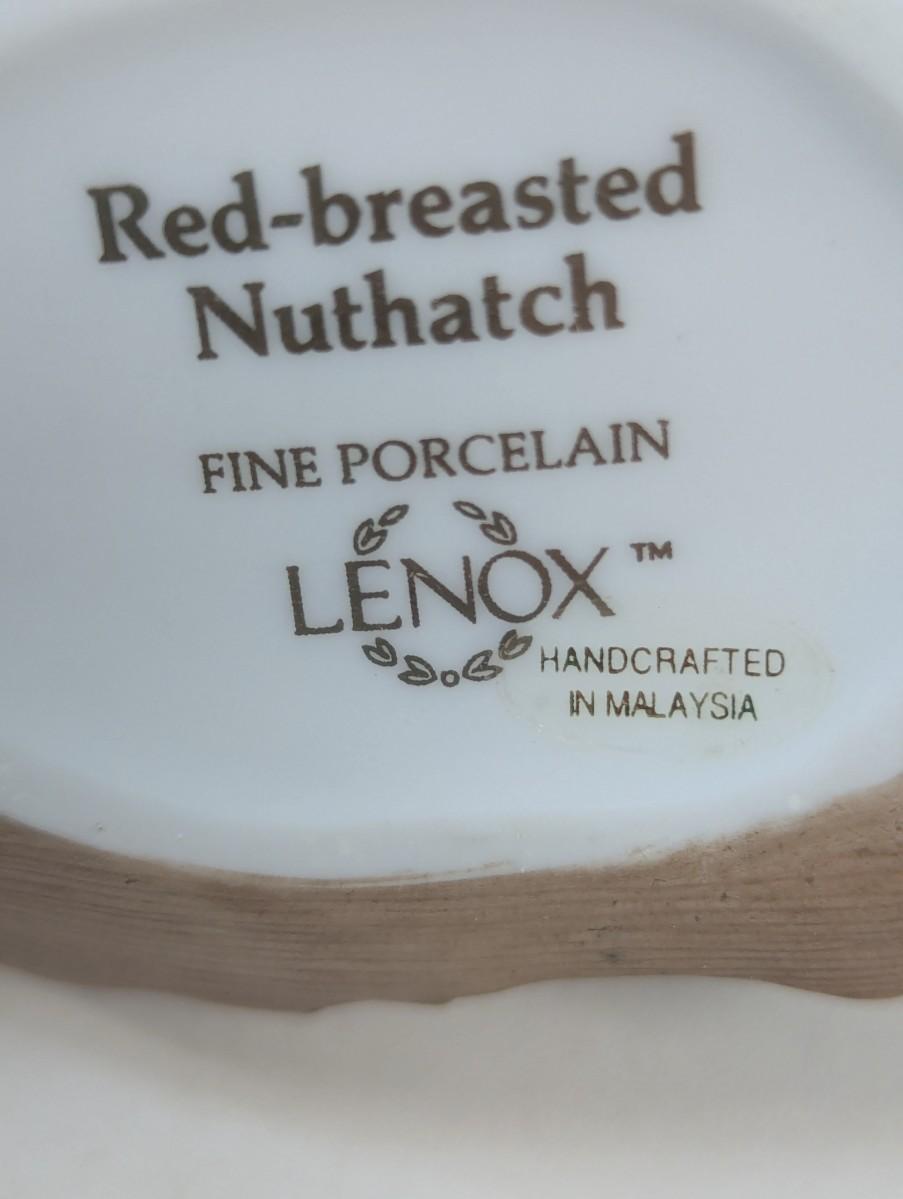 Red-breasted
Nuthatch
FINE PORCELAIN
LENOX™
HANDCRAFTED
IN MALAYSIA